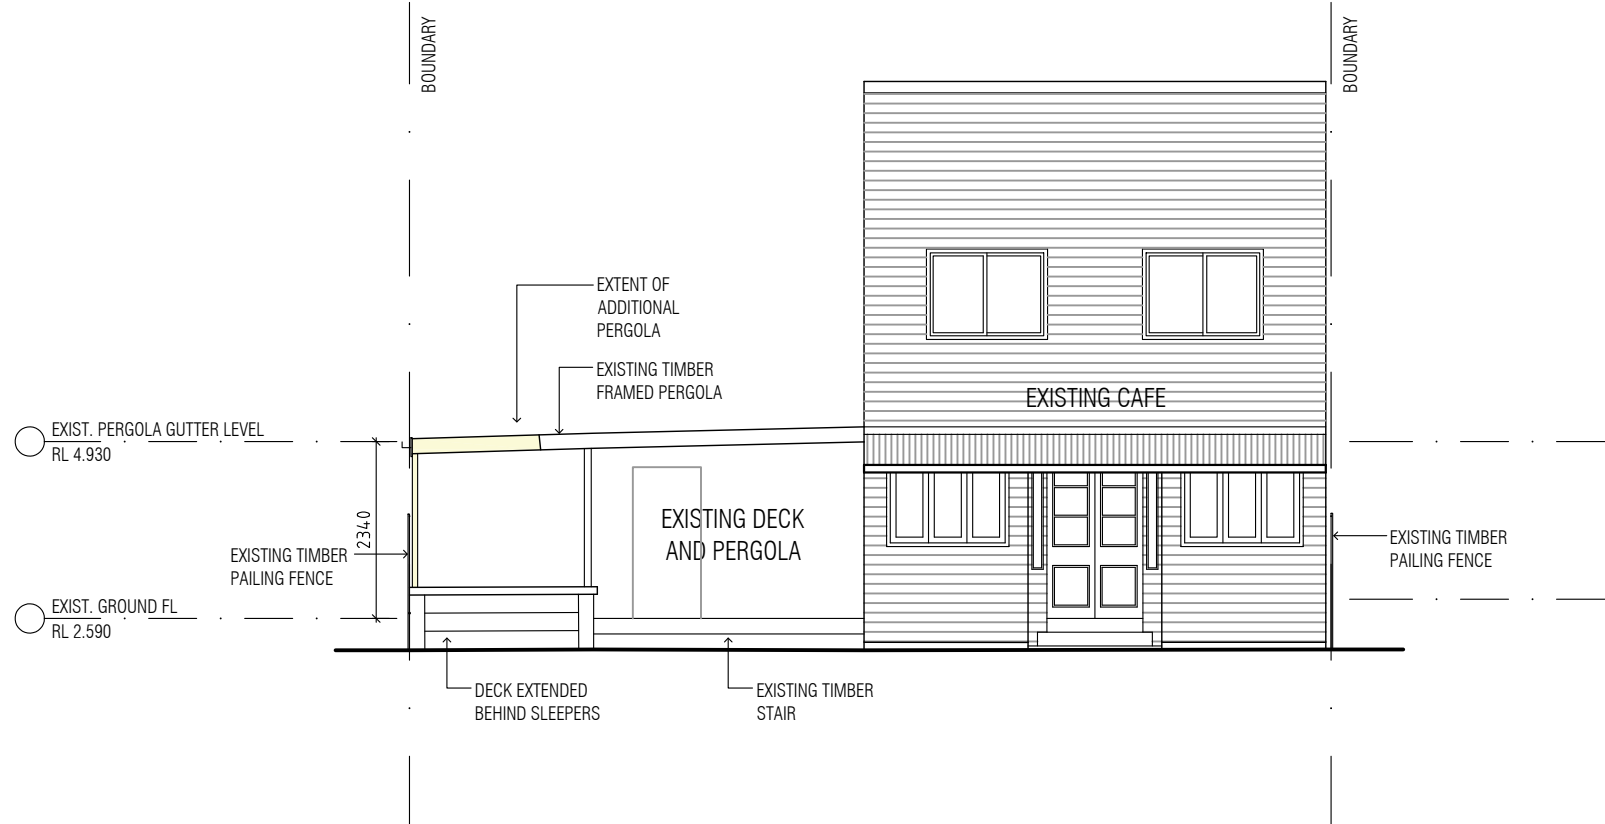 BOUNDARY
BOUNDARY
EXTENT OF
ADDITIONAL
PERGOLA
EXISTING TIMBER
FRAMED PERGOLA
EXISTING CAFE
EXIST. PERGOLA GUTTER LEVEL
RL 4.930
2340
EXISTING DECK
AND PERGOLA
EXISTING TIMBER
PAILING FENCE
EXISTING TIMBER
PAILING FENCE
EXIST. GROUND FL
RL 2.590
DECK EXTENDED
BEHIND SLEEPERS
EXISTING TIMBER
STAIR